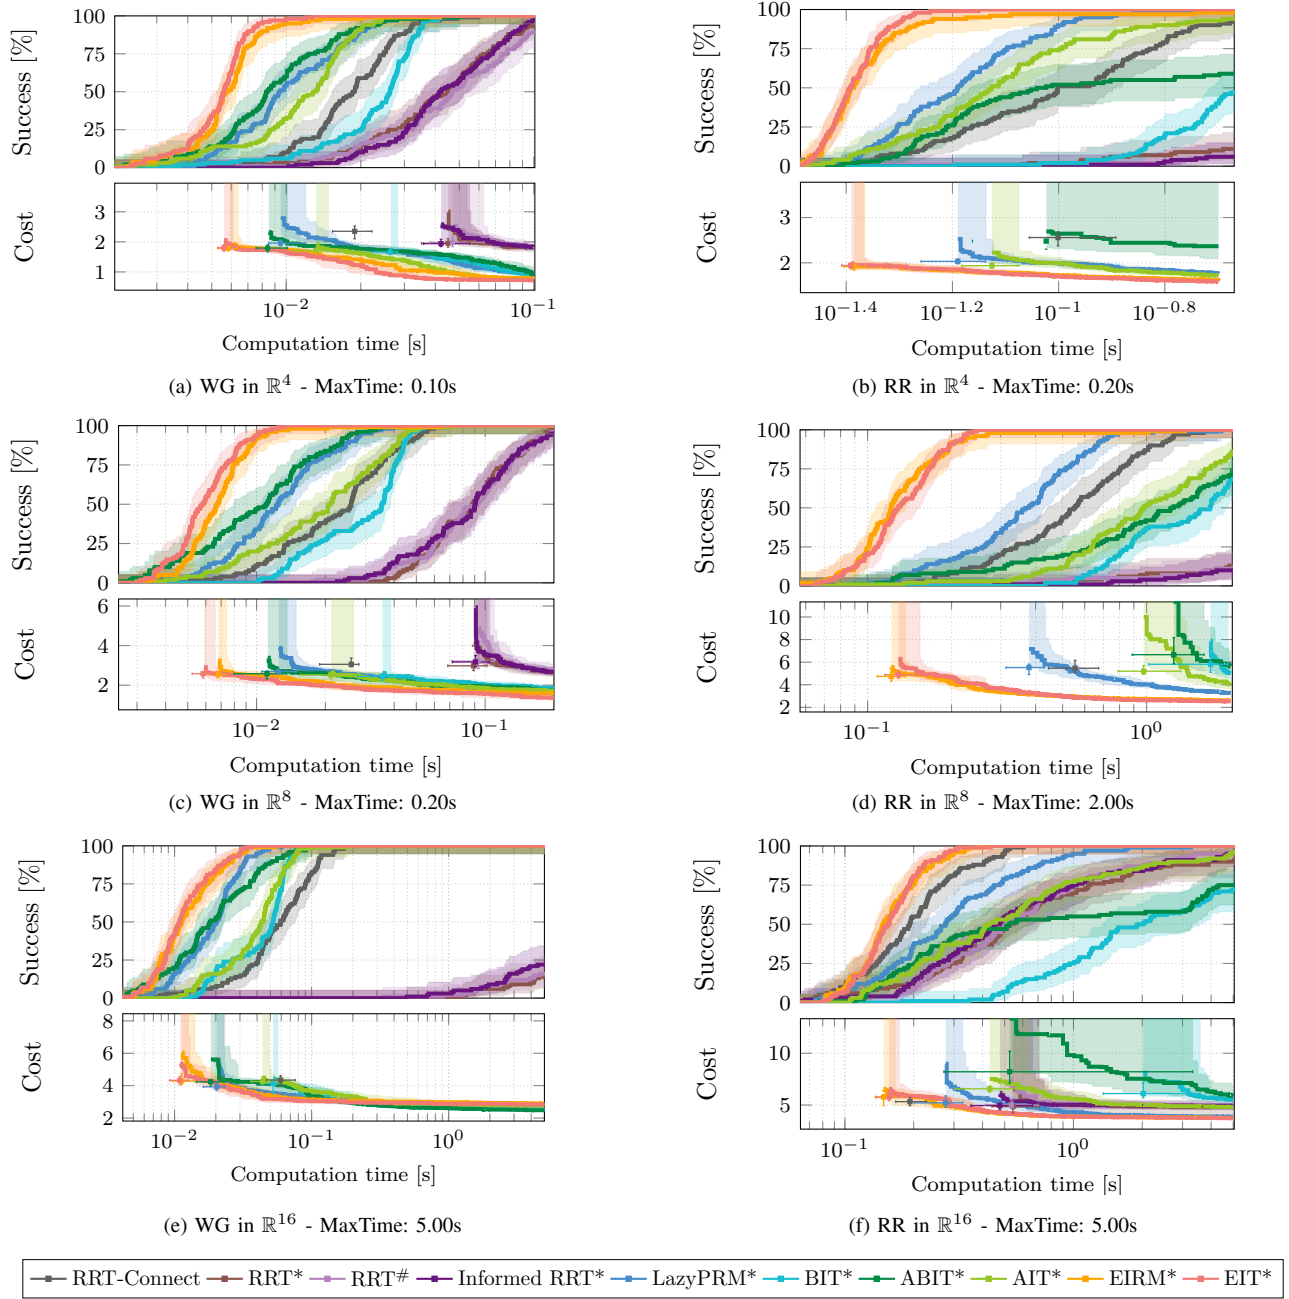 Success [%]
100
75
50
25
0
Cost
3
2
1
10^−2
10^−1
Computation time [s]
(a) WG in ℝ^4 - MaxTime: 0.10s
Success [%]
100
75
50
25
0
Cost
3
2
10^−1.4
10^−1.2
10^−1
10^−0.8
Computation time [s]
(b) RR in ℝ^4 - MaxTime: 0.20s
Success [%]
100
75
50
25
0
Cost
6
4
2
10^−2
10^−1
Computation time [s]
(c) WG in ℝ^8 - MaxTime: 0.20s
Success [%]
100
75
50
25
0
Cost
10
8
6
4
2
10^−1
10^0
Computation time [s]
(d) RR in ℝ^8 - MaxTime: 2.00s
Success [%]
100
75
50
25
0
Cost
8
6
4
2
10^−2
10^−1
10^0
Computation time [s]
(e) WG in ℝ^16 - MaxTime: 5.00s
Success [%]
100
75
50
25
0
Cost
10
5
10^−1
10^0
Computation time [s]
(f) RR in ℝ^16 - MaxTime: 5.00s
RRT-Connect RRT* RRT# Informed RRT* LazyPRM* BIT* ABIT* AIT* EIRM* EIT*